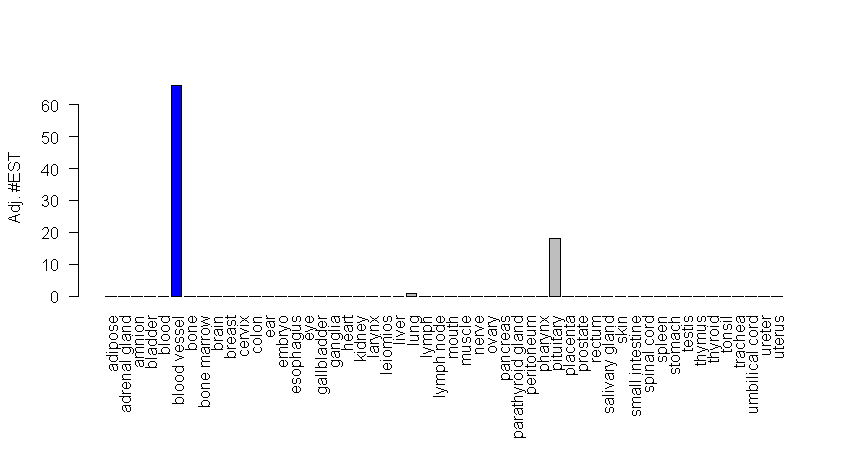 Adj. #EST
60
50
40
30
20
10
0
adipose
adrenal gland
amnion
bladder
blood
blood vessel
bone
bone marrow
brain
breast
cervix
colon
ear
embryo
esophagus
eye
gallbladder
ganglia
heart
kidney
larynx
leiomios
liver
lung
lymph
lymph node
mouth
muscle
nerve
ovary
pancreas
parathyroid gland
peritoneum
pharynx
pituitary
placenta
prostate
rectum
salivary gland
skin
small intestine
spinal cord
spleen
stomach
testis
thymus
thyroid
tonsil
trachea
umbilical cord
ureter
uterus